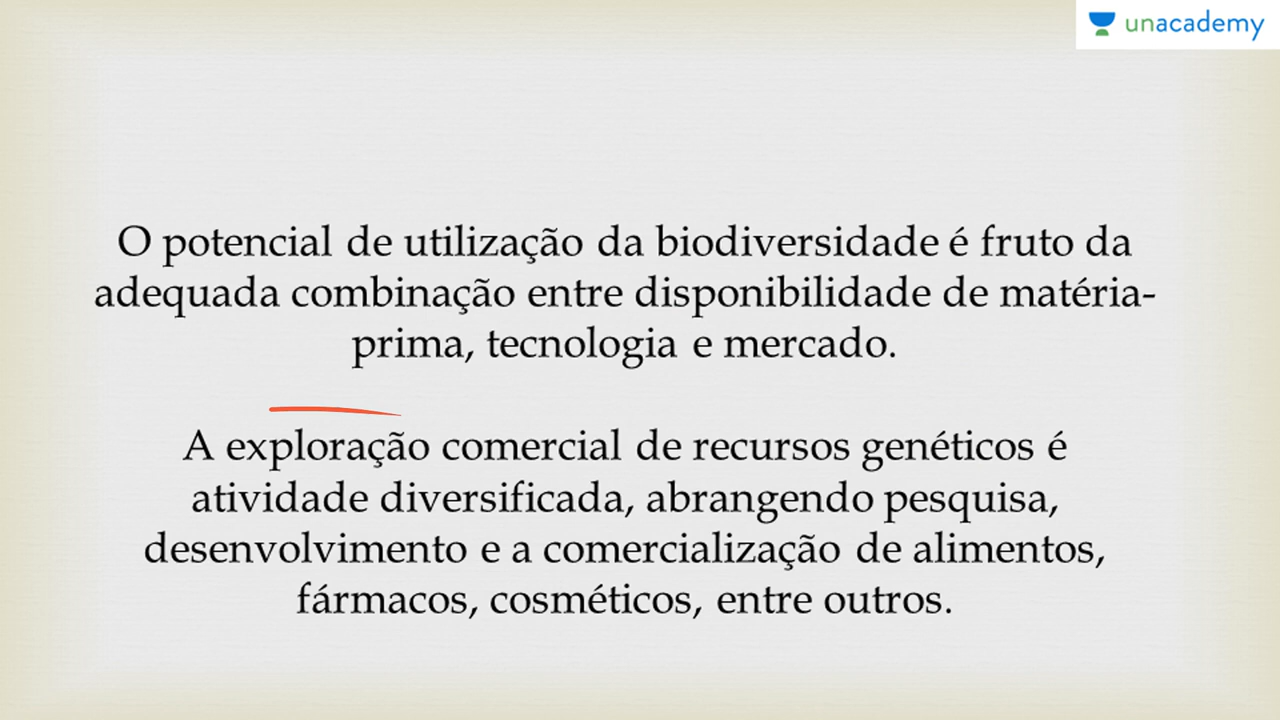 unacademy
O potencial de utilização da biodiversidade é fruto da
adequada combinação entre disponibilidade de matéria-
prima, tecnologia e mercado.
A exploração comercial de recursos genéticos é
atividade diversificada, abrangendo pesquisa,
desenvolvimento e a comercialização de alimentos,
fármacos, cosméticos, entre outros.